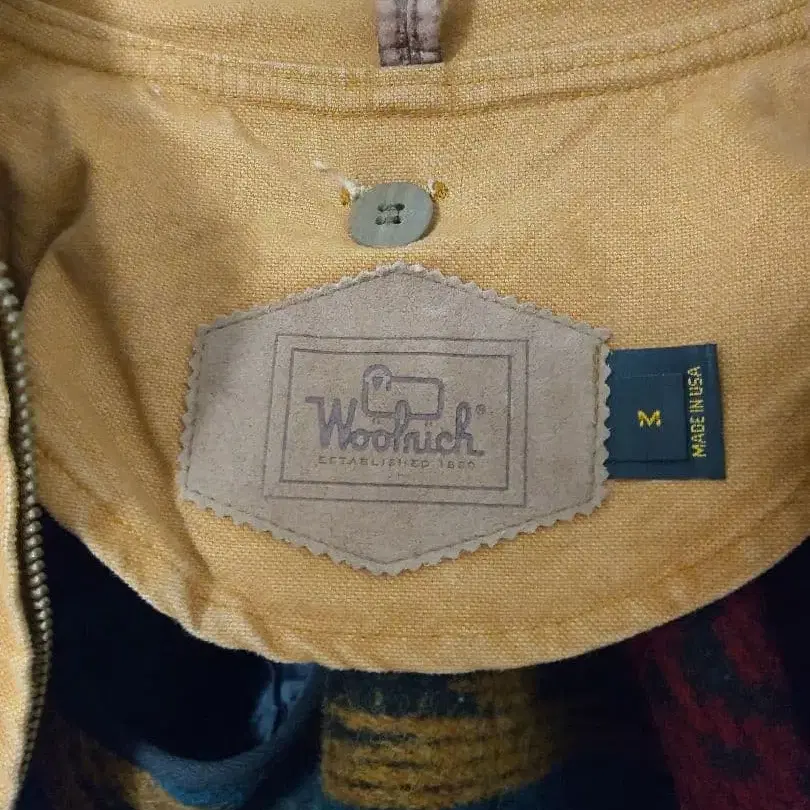 Woolrich®
ESTABLISHED 1830
M
MADE IN USA